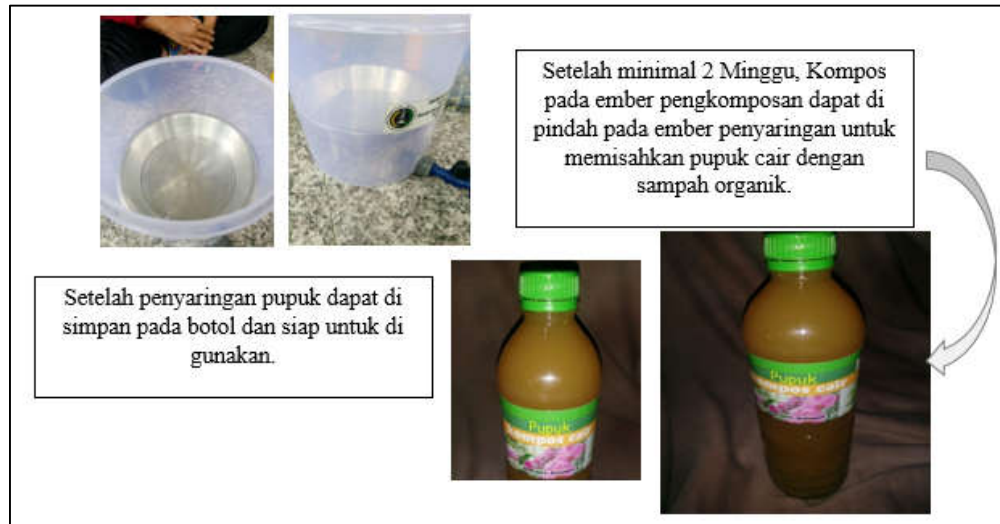 Setelah minimal 2 Minggu, Kompos
pada ember pengkomposan dapat di
pindah pada ember penyaringan untuk
memisahkan pupuk cair dengan
sampah organik.
Setelah penyaringan pupuk dapat di
simpan pada botol dan siap untuk di
gunakan.
Pupuk
kompos cair
Pupuk
kompos cair